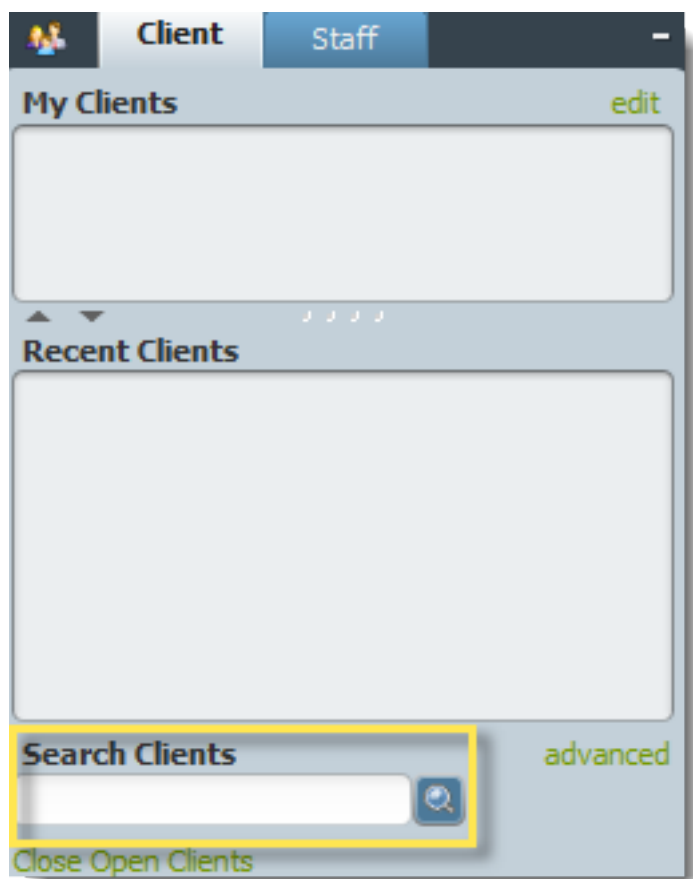 Client Staff
My Clients edit
Recent Clients
Search Clients advanced
Close Open Clients